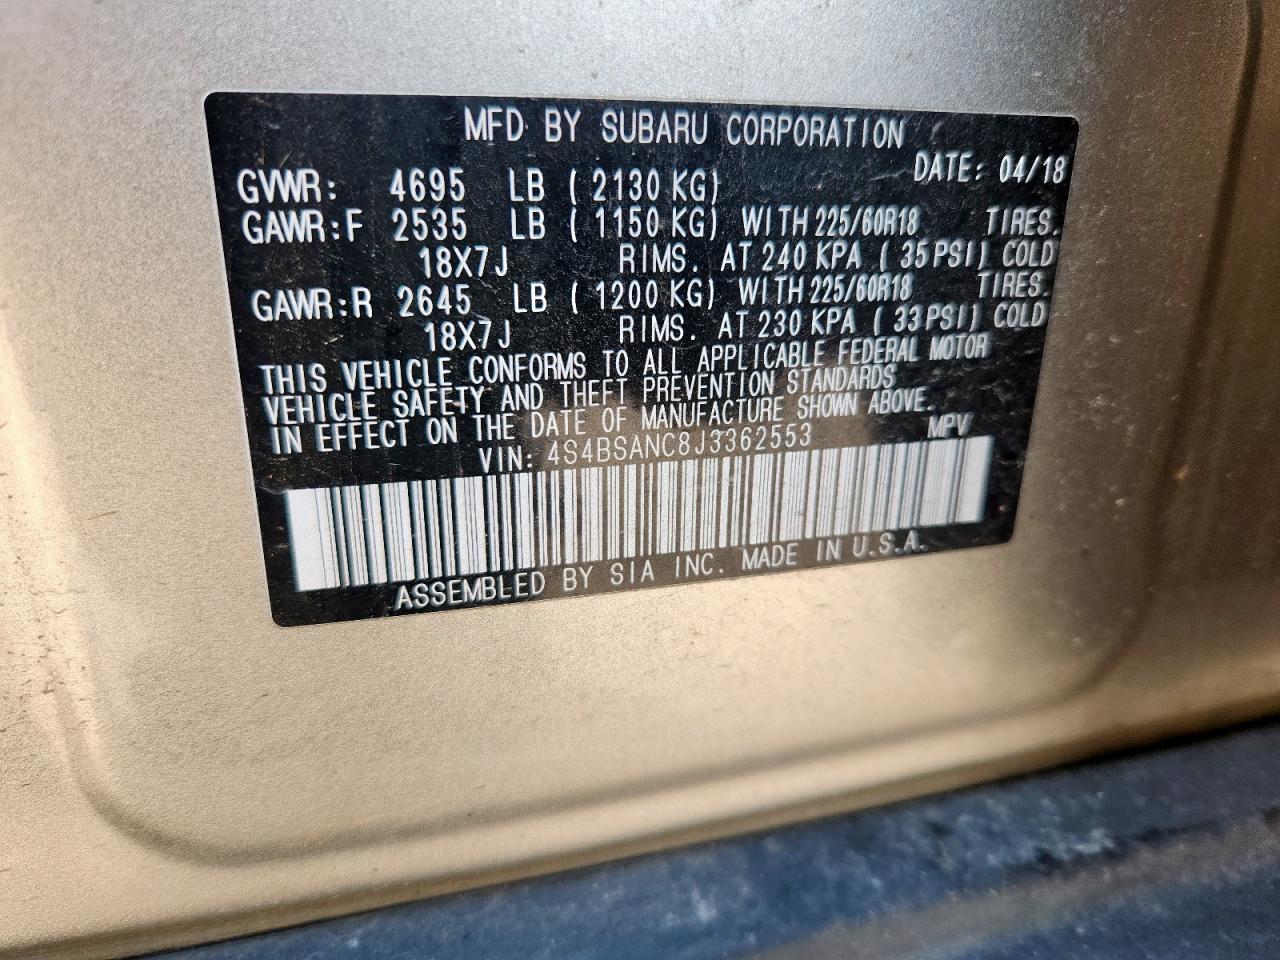 MFD BY SUBARU CORPORATION
DATE: 04/18
GVWR: 4695 LB (2130 KG)
GAWR:F 2535 LB (1150 KG) WITH 225/60R18 TIRES.
18X7J RIMS. AT 240 KPA (35 PSI) COLD
GAWR:R 2645 LB (1200 KG) WITH 225/60R18 TIRES.
18X7J RIMS. AT 230 KPA (33 PSI) COLD
THIS VEHICLE CONFORMS TO ALL APPLICABLE FEDERAL MOTOR
VEHICLE SAFETY AND THEFT PREVENTION STANDARDS
IN EFFECT ON THE DATE OF MANUFACTURE SHOWN ABOVE.
VIN: 4S4BSANC8J3362553 MPV
ASSEMBLED BY SIA INC. MADE IN U.S.A.